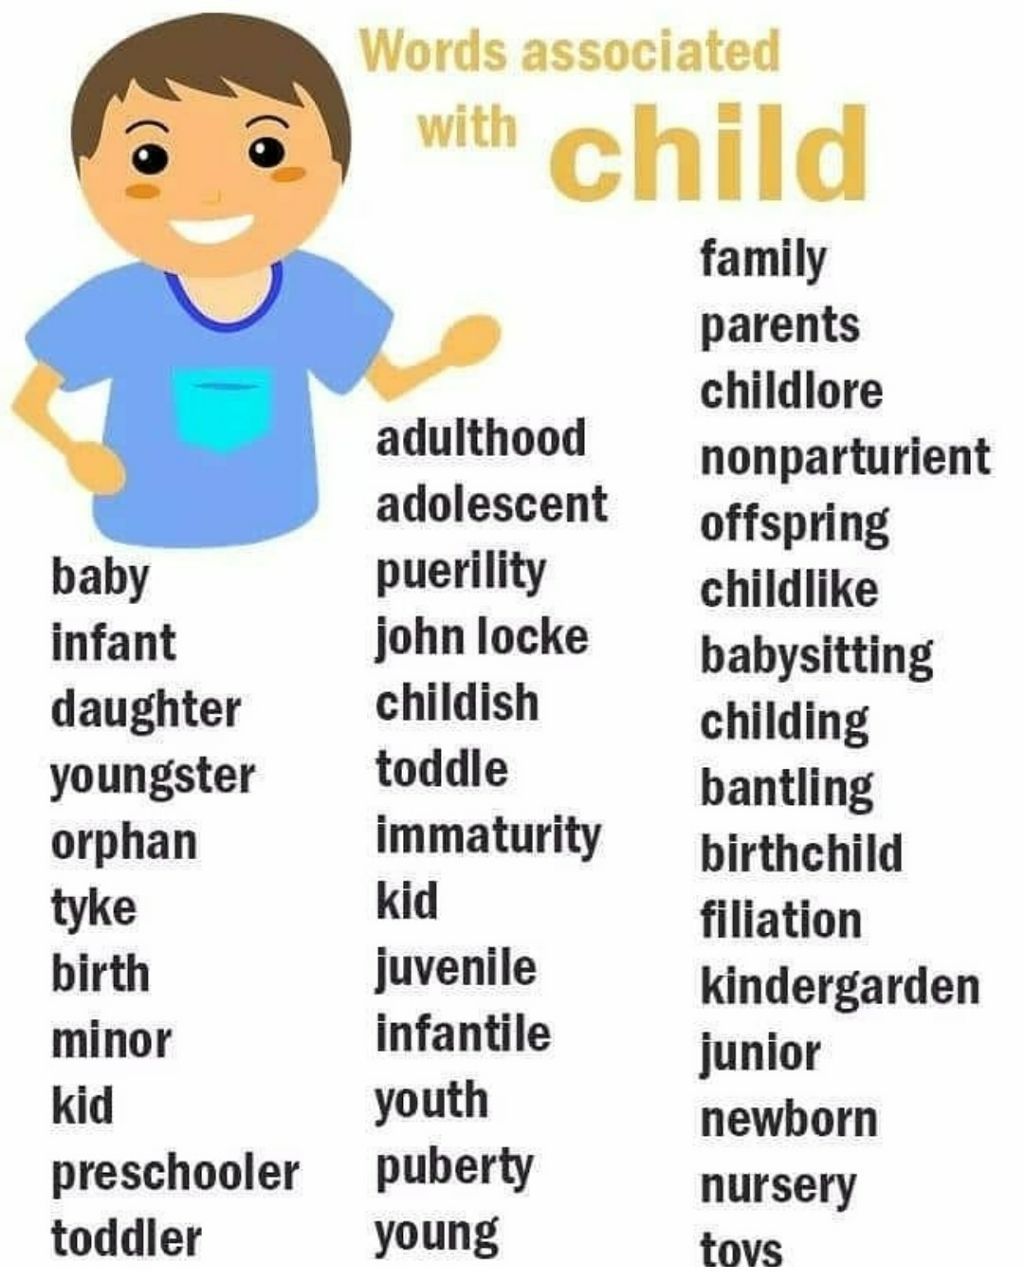 Words associated
with child
baby
infant
daughter
youngster
orphan
tyke
birth
minor
kid
preschooler
toddler
adulthood
adolescent
puerility
john locke
childish
toddle
immaturity
kid
juvenile
infantile
youth
puberty
young
family
parents
childlore
nonparturient
offspring
childlike
babysitting
childing
bantling
birthchild
filiation
kindergarden
junior
newborn
nursery
toys